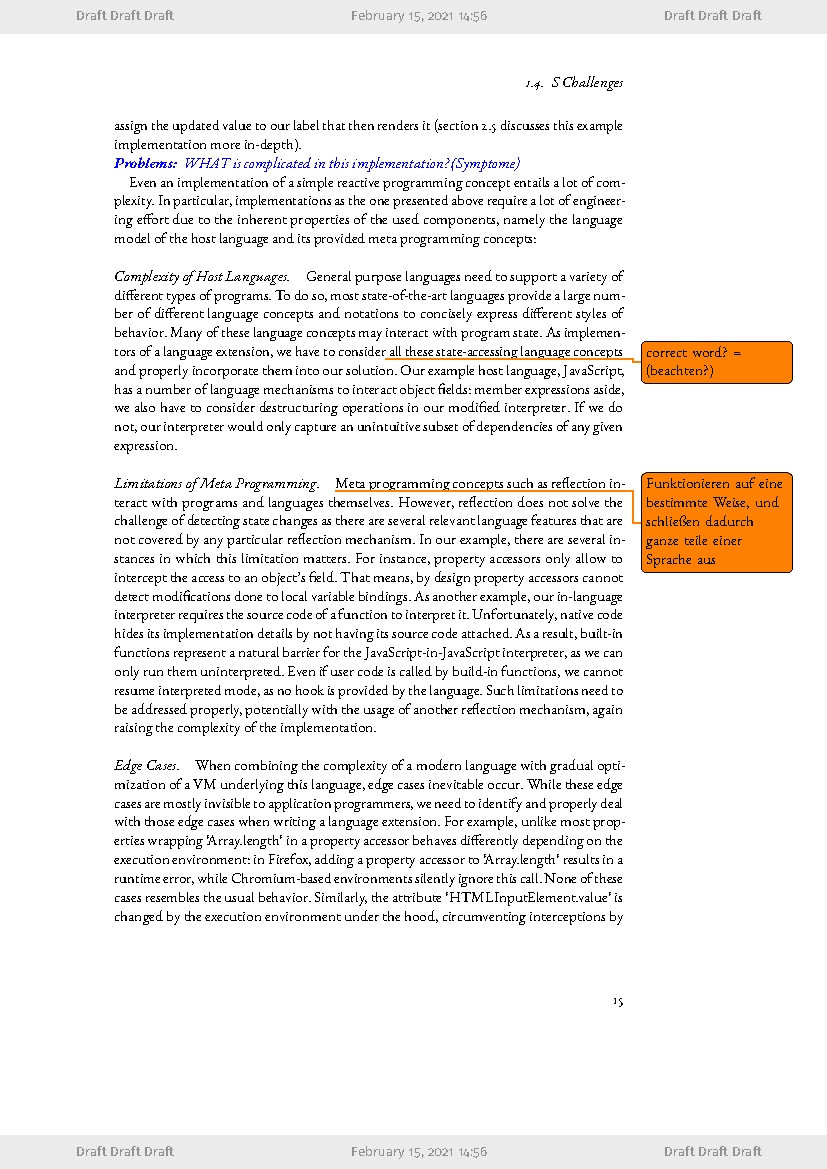 Draft Draft Draft February 15, 2021 14:56 Draft Draft Draft
1.4. S Challenges
assign the updated value to our label that then renders it (section 2.5 discusses this example
implementation more in-depth).
Problems: WHAT is complicated in this implementation?(Symptome)
Even an implementation of a simple reactive programming concept entails a lot of com-
plexity. In particular, implementations as the one presented above require a lot of engineer-
ing effort due to the inherent properties of the used components, namely the language
model of the host language and its provided meta programming concepts:
Complexity of Host Languages. General purpose languages need to support a variety of
different types of programs. To do so, most state-of-the-art languages provide a large num-
ber of different language concepts and notations to concisely express different styles of
behavior. Many of these language concepts may interact with program state. As implemen-
tors of a language extension, we have to consider all these state-accessing language concepts
and properly incorporate them into our solution. Our example host language, JavaScript,
has a number of language mechanisms to interact object fields: member expressions aside,
we also have to consider destructuring operations in our modified interpreter. If we do
not, our interpreter would only capture an unintuitive subset of dependencies of any given
expression.
correct word? =
(beachten?)
Limitations of Meta Programming. Meta programming concepts such as reflection in-
teract with programs and languages themselves. However, reflection does not solve the
challenge of detecting state changes as there are several relevant language features that are
not covered by any particular reflection mechanism. In our example, there are several in-
stances in which this limitation matters. For instance, property accessors only allow to
intercept the access to an object's field. That means, by design property accessors cannot
detect modifications done to local variable bindings. As another example, our in-language
interpreter requires the source code of a function to interpret it. Unfortunately, native code
hides its implementation details by not having its source code attached. As a result, built-in
functions represent a natural barrier for the JavaScript-in-JavaScript interpreter, as we can
only run them uninterpreted. Even if user code is called by build-in functions, we cannot
resume interpreted mode, as no hook is provided by the language. Such limitations need to
be addressed properly, potentially with the usage of another reflection mechanism, again
raising the complexity of the implementation.
Funktionieren auf eine
bestimmte Weise, und
schließen dadurch
ganze teile einer
Sprache aus
Edge Cases. When combining the complexity of a modern language with gradual opti-
mization of a VM underlying this language, edge cases inevitable occur. While these edge
cases are mostly invisible to application programmers, we need to identify and properly deal
with those edge cases when writing a language extension. For example, unlike most prop-
erties wrapping ‘Array.length‘ in a property accessor behaves differently depending on the
execution environment: in Firefox, adding a property accessor to ‘Array.length‘ results in a
runtime error, while Chromium-based environments silently ignore this call. None of these
cases resembles the usual behavior. Similarly, the attribute ‘HTMLInputElement.value‘ is
changed by the execution environment under the hood, circumventing interceptions by
15
Draft Draft Draft February 15, 2021 14:56 Draft Draft Draft